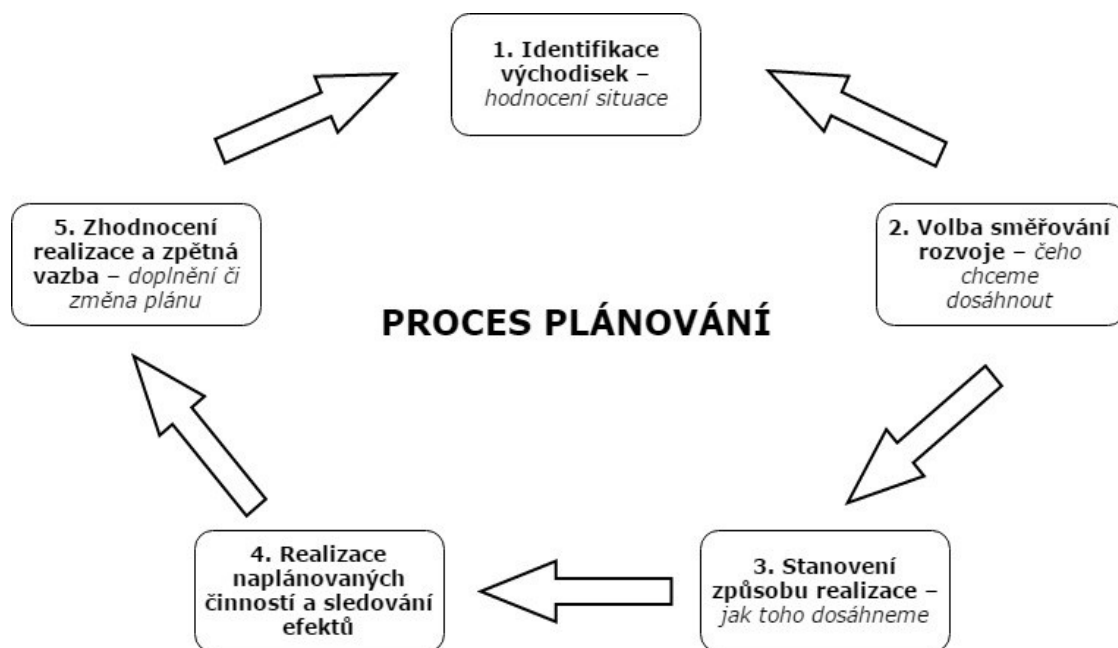 1. Identifikace
východisek –
hodnocení situace
2. Volba směřování
rozvoje – čeho
chceme
dosáhnout
3. Stanovení
způsobu realizace –
jak toho dosáhneme
4. Realizace
naplánovaných
činností a sledování
efektů
5. Zhodnocení
realizace a zpětná
vazba – doplnění či
změna plánu
PROCES PLÁNOVÁNÍ